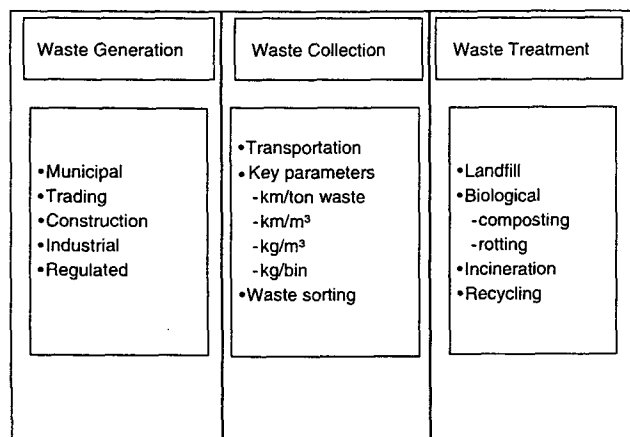 Waste Generation
•Municipal
•Trading
•Construction
•Industrial
•Regulated
Waste Collection
•Transportation
•Key parameters
-km/ton waste
-km/m³
-kg/m³
-kg/bin
•Waste sorting
Waste Treatment
•Landfill
•Biological
-composting
-rotting
•Incineration
•Recycling